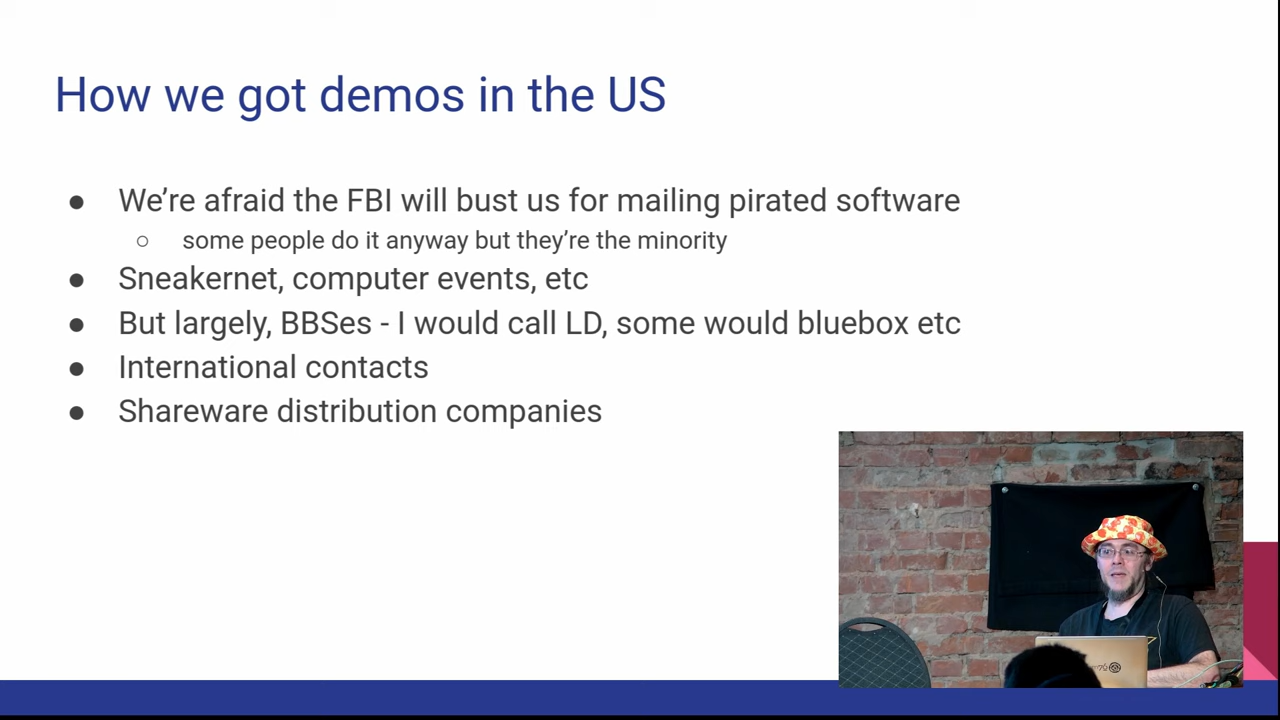 How we got demos in the US
● We’re afraid the FBI will bust us for mailing pirated software
○ some people do it anyway but they’re the minority
● Sneakernet, computer events, etc
● But largely, BBSes - I would call LD, some would bluebox etc
● International contacts
● Shareware distribution companies